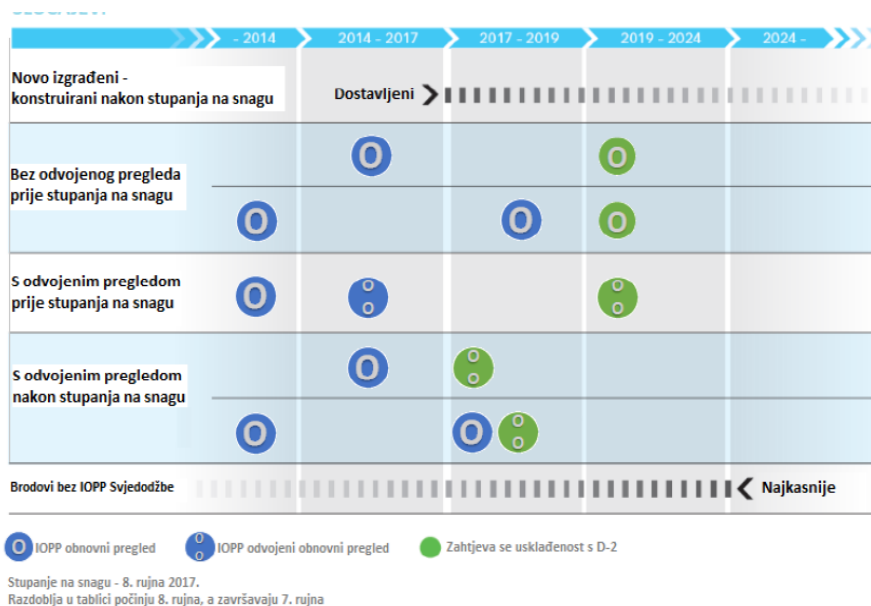 - 2014
2014 - 2017
2017 - 2019
2019 - 2024
2024 -
Novo izgrađeni -
konstruirani nakon stupanja na snagu
Dostavljeni
O
O
Bez odvojenog pregleda
prije stupanja na snagu
O
O
O
S odvojenim pregledom
prije stupanja na snagu
O
O
O
O
O
S odvojenim pregledom
nakon stupanja na snagu
O
O
O
O
O
O
O
Brodovi bez IOPP Svjedodžbe
Najkasnije
O IOPP obnovni pregled
O
O
IOPP odvojeni obnovni pregled
Zahtjeva se usklađenost s D-2
Stupanje na snagu - 8. rujna 2017.
Razdoblja u tablici počinju 8. rujna, a završavaju 7. rujna